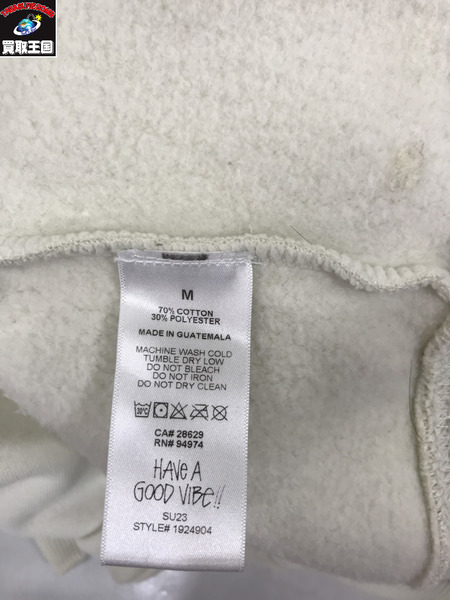 買取王国
M
70% COTTON
30% POLYESTER
MADE IN GUATEMALA
MACHINE WASH COLD
TUMBLE DRY LOW
DO NOT BLEACH
DO NOT IRON
DO NOT DRY CLEAN
30°C
CA# 28629
RN# 94974
HAVE A
GOOD VIBE!!
SU23
STYLE# 1924904